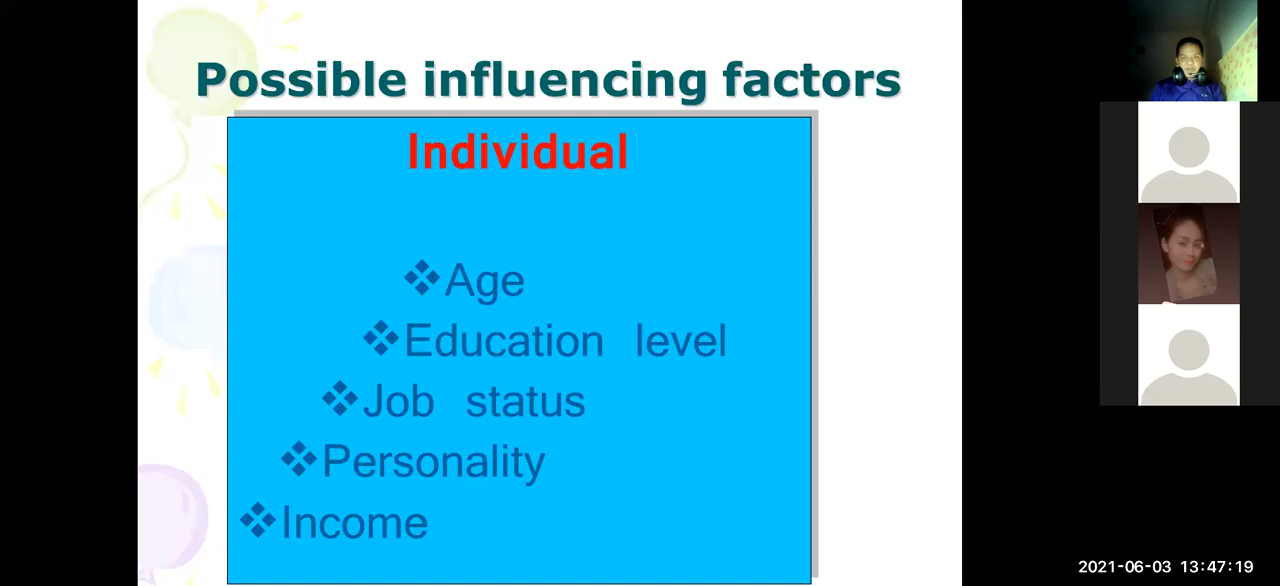 Possible influencing factors
Individual
❖Age
❖Education level
❖Job status
❖Personality
❖Income
2021-06-03 13:47:19